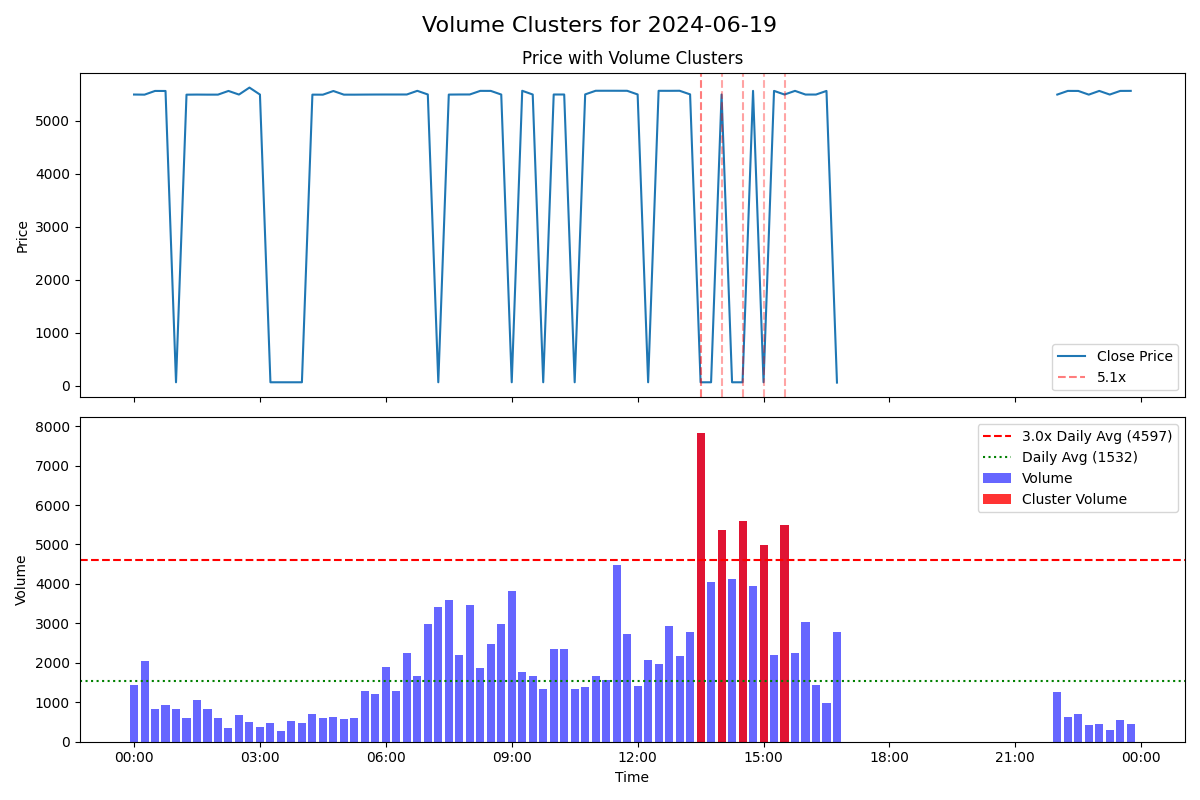 Volume Clusters for 2024-06-19
Price with Volume Clusters
Price
5000
4000
3000
2000
1000
0
Close Price
5.1x
Volume
8000
7000
6000
5000
4000
3000
2000
1000
0
3.0x Daily Avg (4597)
Daily Avg (1532)
Volume
Cluster Volume
00:00 03:00 06:00 09:00 12:00 15:00 18:00 21:00 00:00
Time